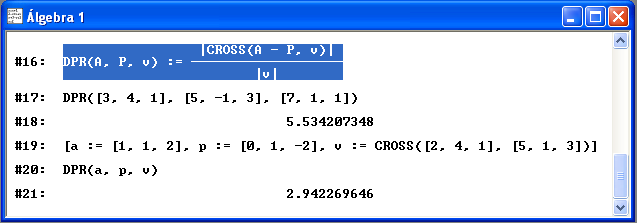 Álgebra 1
|CROSS(A - P, v)|
#16: DPR(A, P, v) :=
|v|
#17: DPR([3, 4, 1], [5, -1, 3], [7, 1, 1])
#18: 5.534207348
#19: [a := [1, 1, 2], p := [0, 1, -2], v := CROSS([2, 4, 1], [5, 1, 3])]
#20: DPR(a, p, v)
#21: 2.942269646